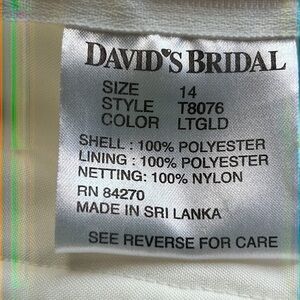 DAVID'S BRIDAL
SIZE 14
STYLE T8076
COLOR LTGLD
SHELL : 100% POLYESTER
LINING : 100% POLYESTER
NETTING: 100% NYLON
RN 84270
MADE IN SRI LANKA
SEE REVERSE FOR CARE